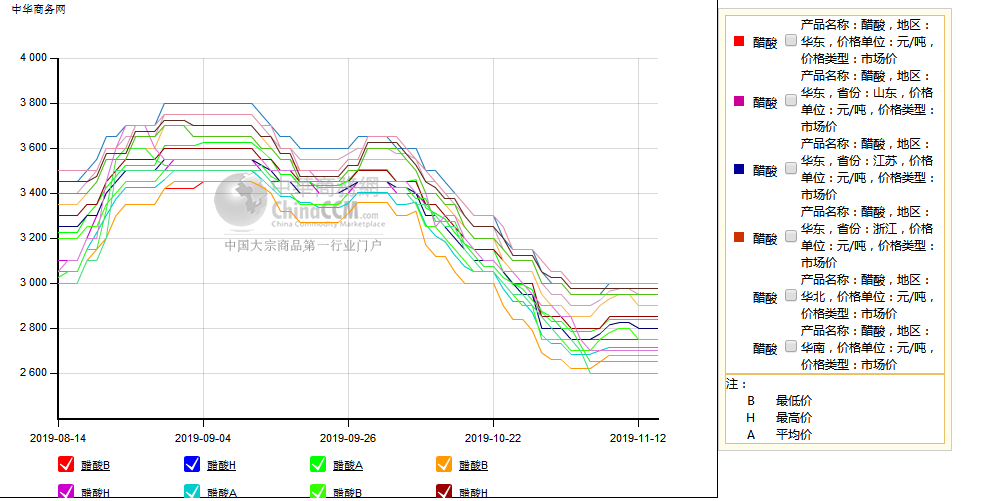 中华商务网
4 000
3 800
3 600
3 400
3 200
3 000
2 800
2 600
2019-08-14
2019-09-04
2019-09-26
2019-10-22
2019-11-12
中华商务網
ChinaCCM.com
China Commodity Marketplace
中国大宗商品第一行业门户
醋酸B
醋酸H
醋酸A
醋酸B
醋酸H
醋酸A
醋酸B
醋酸H
醋酸
产品名称：醋酸，地区：
华东，价格单位：元/吨，
价格类型：市场价
醋酸
产品名称：醋酸，地区：
华东，省份：山东，价格
单位：元/吨，价格类型：
市场价
醋酸
产品名称：醋酸，地区：
华东，省份：江苏，价格
单位：元/吨，价格类型：
市场价
醋酸
产品名称：醋酸，地区：
华东，省份：浙江，价格
单位：元/吨，价格类型：
市场价
醋酸
产品名称：醋酸，地区：
华北，价格单位：元/吨，
价格类型：市场价
醋酸
产品名称：醋酸，地区：
华南，价格单位：元/吨，
价格类型：市场价
注：
B 最低价
H 最高价
A 平均价